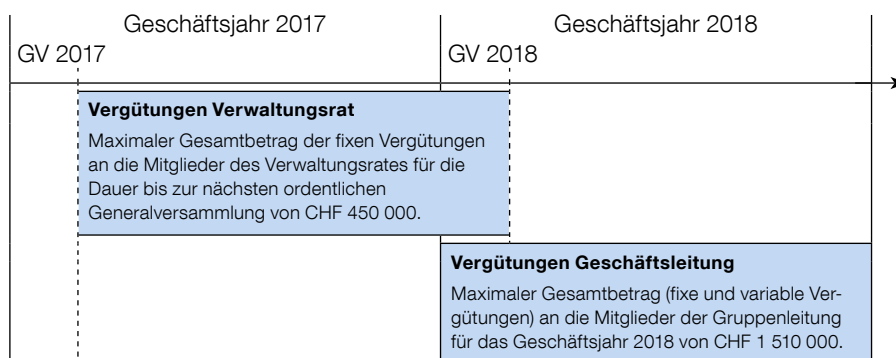 Geschäftsjahr 2017
Geschäftsjahr 2018
GV 2017
GV 2018
Vergütungen Verwaltungsrat
Maximaler Gesamtbetrag der fixen Vergütungen
an die Mitglieder des Verwaltungsrates für die
Dauer bis zur nächsten ordentlichen
Generalversammlung von CHF 450 000.
Vergütungen Geschäftsleitung
Maximaler Gesamtbetrag (fixe und variable Ver-
gütungen) an die Mitglieder der Gruppenleitung
für das Geschäftsjahr 2018 von CHF 1 510 000.